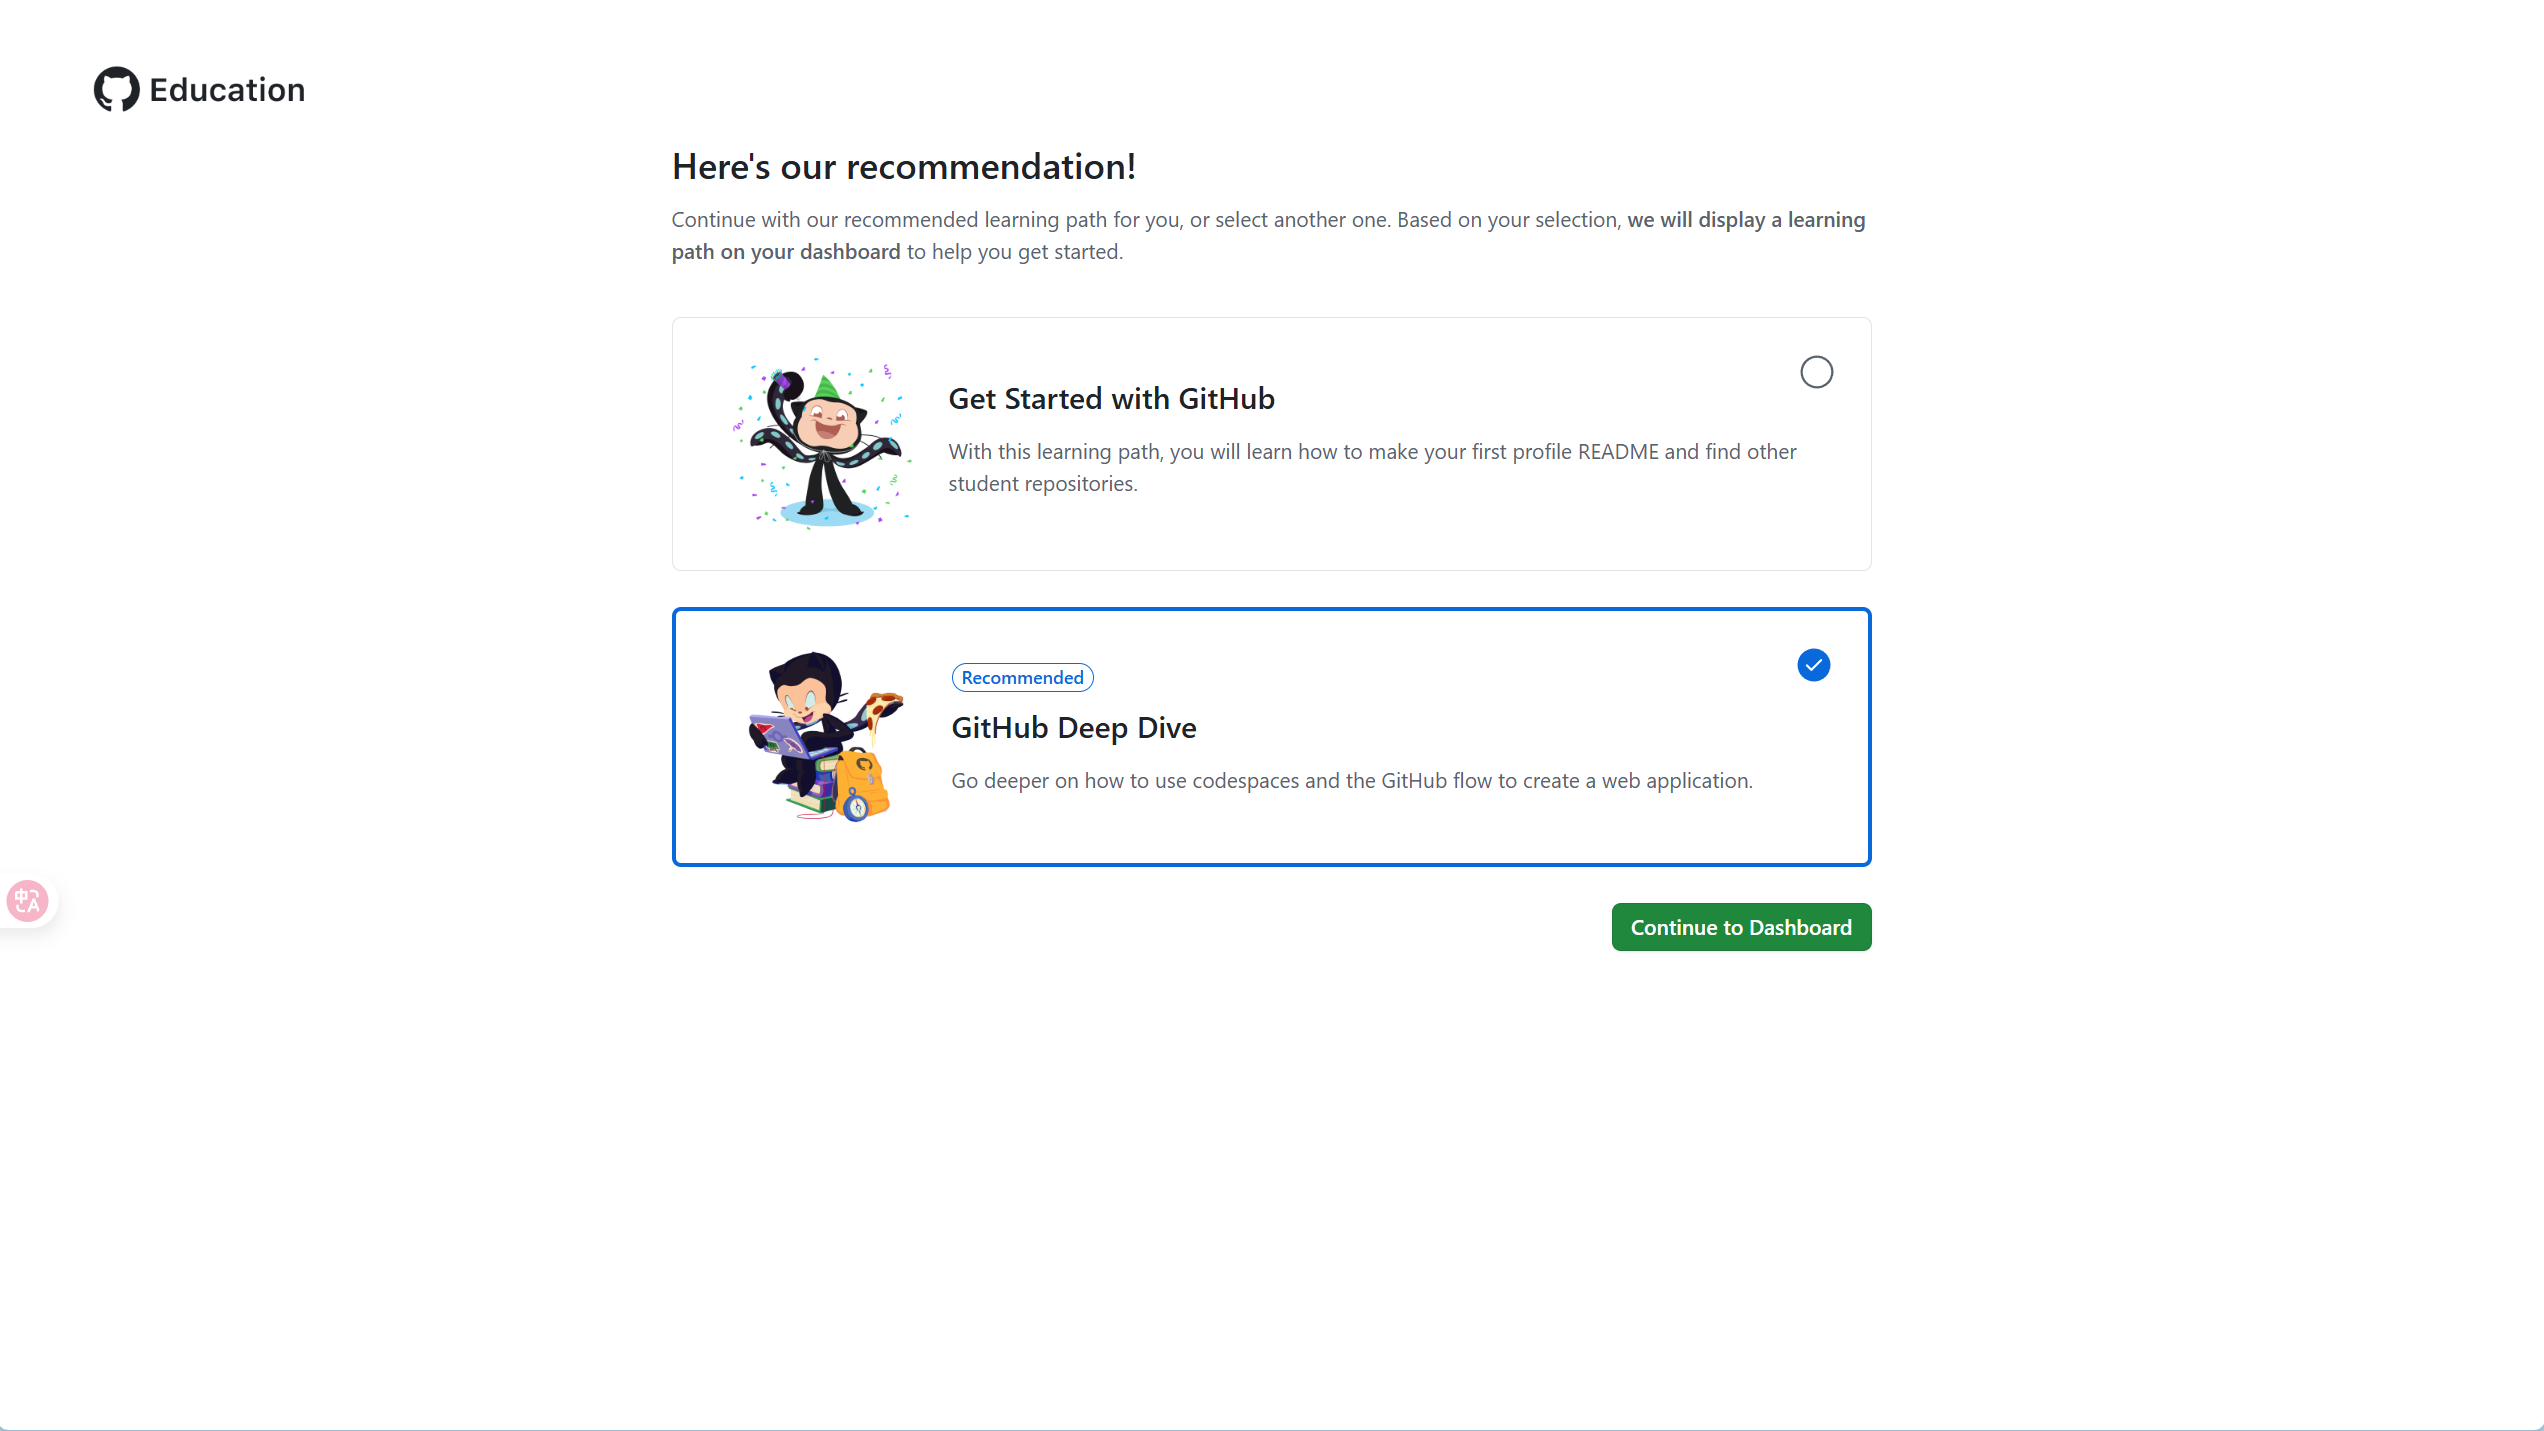 Education
Here's our recommendation!
Continue with our recommended learning path for you, or select another one. Based on your selection, we will display a learning
path on your dashboard to help you get started.
Get Started with GitHub
With this learning path, you will learn how to make your first profile README and find other
student repositories.
Recommended
GitHub Deep Dive
Go deeper on how to use codespaces and the GitHub flow to create a web application.
中A
Continue to Dashboard